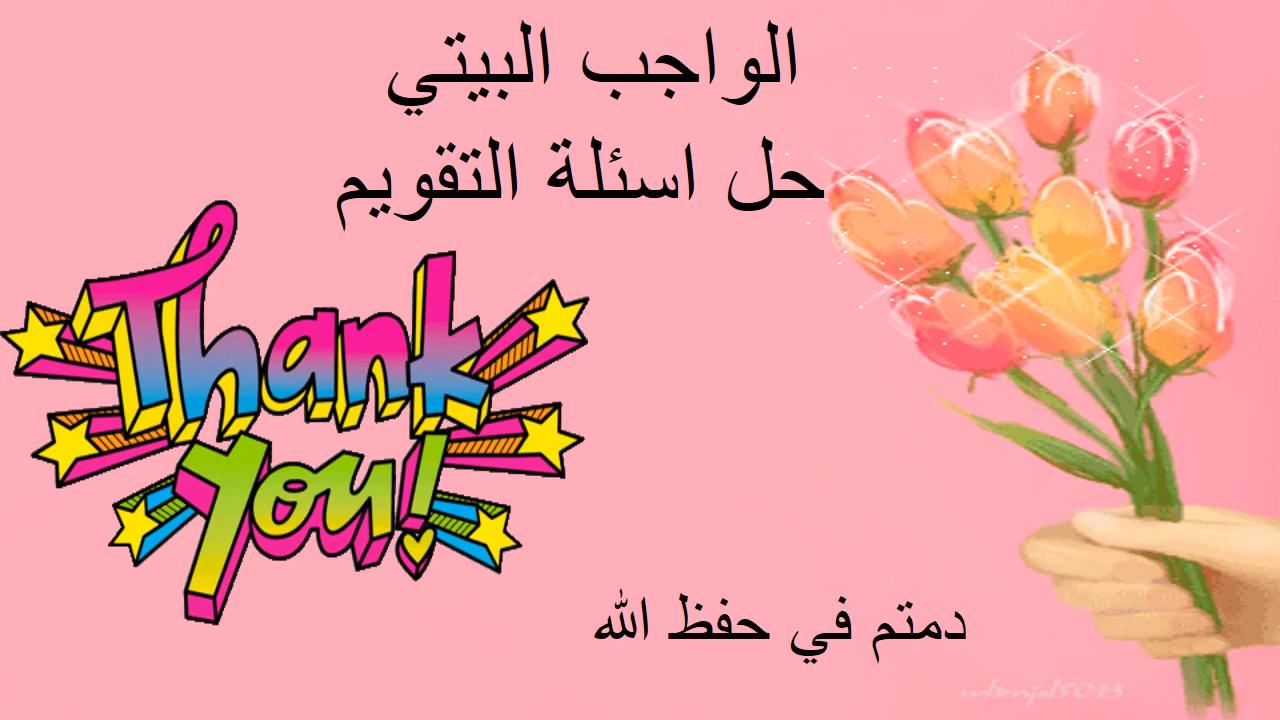 الواجب البيتي
حل اسئلة التقويم
Thank
You!
دمتم في حفظ الله